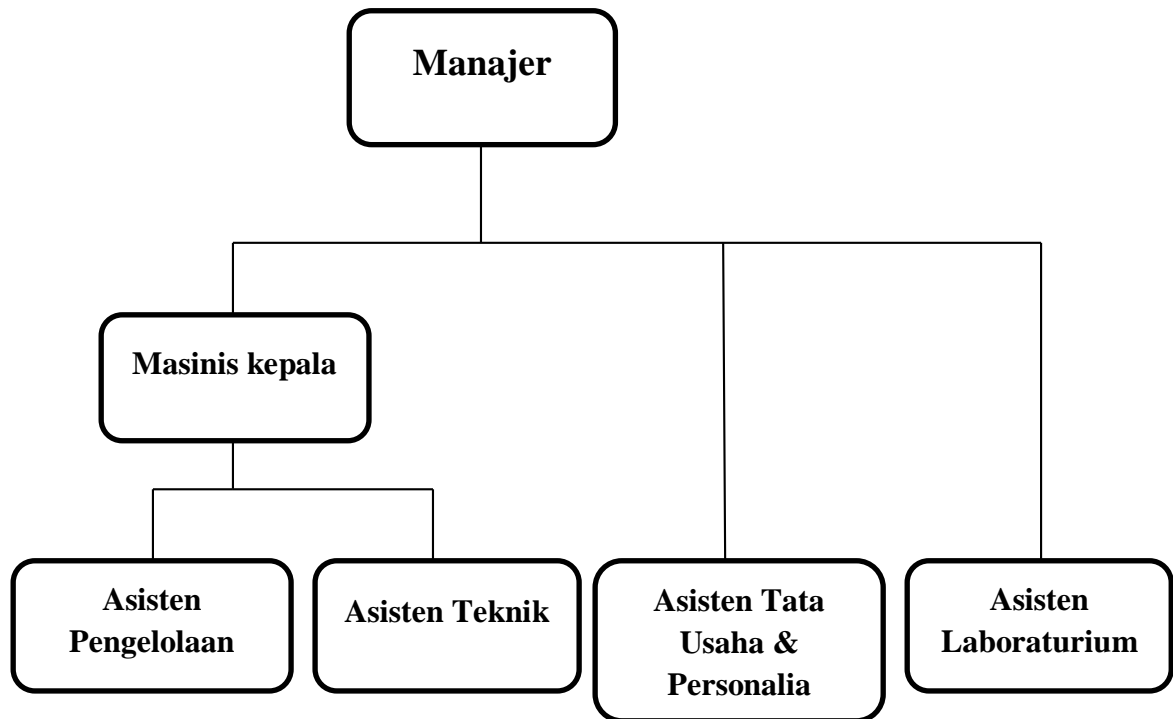 Manajer
Masinis kepala
Asisten
Pengelolaan
Asisten Teknik
Asisten Tata
Usaha &
Personalia
Asisten
Laboraturium